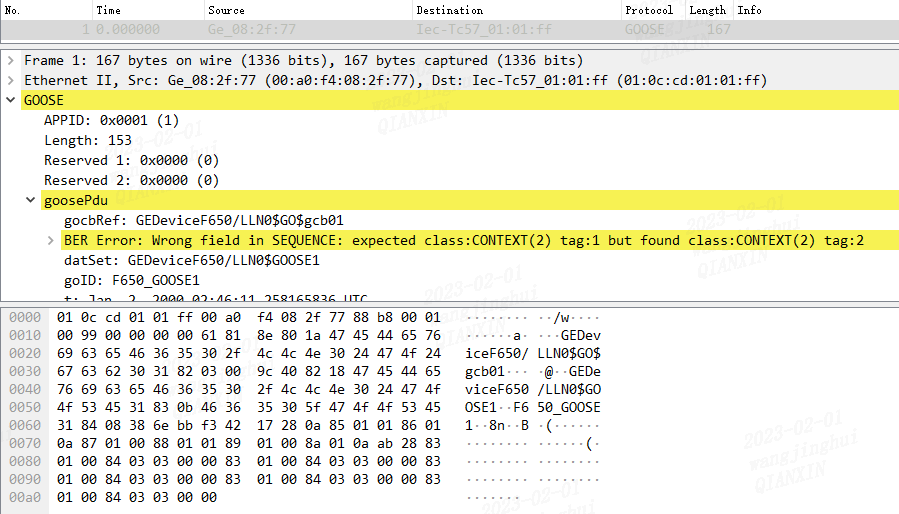 No. Time Source Destination Protocol Length Info
1 0.000000 Ge_08:2f:77 Iec-Tc57_01:01:ff GOOSE 167
Frame 1: 167 bytes on wire (1336 bits), 167 bytes captured (1336 bits)
Ethernet II, Src: Ge_08:2f:77 (00:a0:f4:08:2f:77), Dst: Iec-Tc57_01:01:ff (01:0c:cd:01:01:ff)
GOOSE
APPID: 0x0001 (1)
Length: 153
Reserved 1: 0x0000 (0)
Reserved 2: 0x0000 (0)
goosePdu
gocbRef: GEDeviceF650/LLN0$GO$gcb01
BER Error: Wrong field in SEQUENCE: expected class:CONTEXT(2) tag:1 but found class:CONTEXT(2) tag:2
datSet: GEDeviceF650/LLN0$GOOSE1
goID: F650_GOOSE1
t: Jan  2, 2000 02:46:11.258165836 UTC
0000 01 0c cd 01 01 ff 00 a0 f4 08 2f 77 88 b8 00 01 ········ ··/w····
0010 00 99 00 00 00 00 61 81 8e 80 1a 47 45 44 65 76 ······a· ···GEDev
0020 69 63 65 46 36 35 30 2f 4c 4c 4e 30 24 47 4f 24 iceF650/ LLN0$GO$
0030 67 63 62 30 31 82 03 00 9c 40 82 18 47 45 44 65 gcb01··· ·@··GEDe
0040 76 69 63 65 46 36 35 30 2f 4c 4c 4e 30 24 47 4f viceF650 /LLN0$GO
0050 4f 53 45 31 83 0b 46 36 35 30 5f 47 4f 4f 53 45 OSE1··F6 50_GOOSE
0060 31 84 08 38 6e bb f3 42 17 28 0a 85 01 01 86 01 1··8n··B ·(······
0070 0a 87 01 00 88 01 01 89 01 00 8a 01 0a ab 28 83 ········ ······(·
0080 01 00 84 03 03 00 00 83 01 00 84 03 03 00 00 83 ········ ········
0090 01 00 84 03 03 00 00 83 01 00 84 03 03 00 00 83 ········ ········
00a0 01 00 84 03 03 00 00 ·······
2023-02-01
wangjinghui
QIANXIN